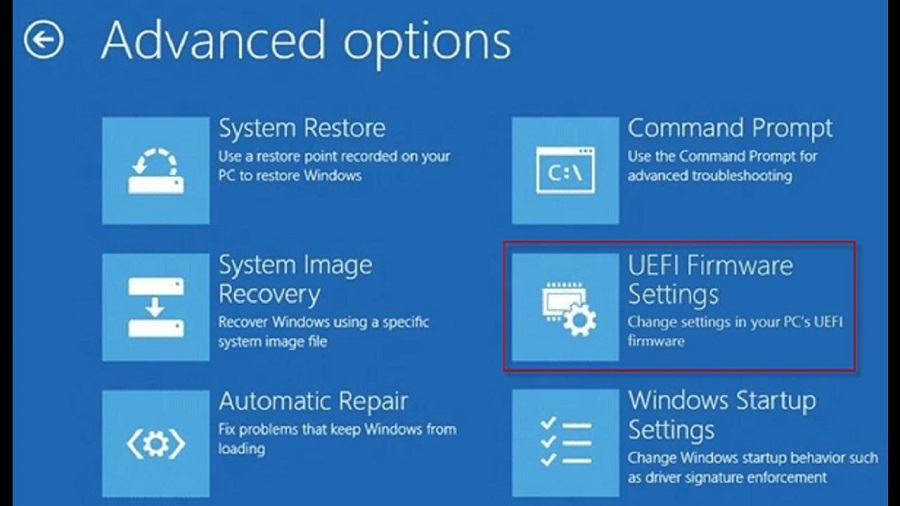 Advanced options
System Restore
Use a restore point recorded on your
PC to restore Windows
Command Prompt
Use the Command Prompt for
advanced troubleshooting
C:\
System Image
Recovery
Recover Windows using a specific
system image file
UEFI Firmware
Settings
Change settings in your PC's UEFI
firmware
Automatic Repair
Fix problems that keep Windows from
loading
Windows Startup
Settings
Change Windows startup behavior such
as driver signature enforcement